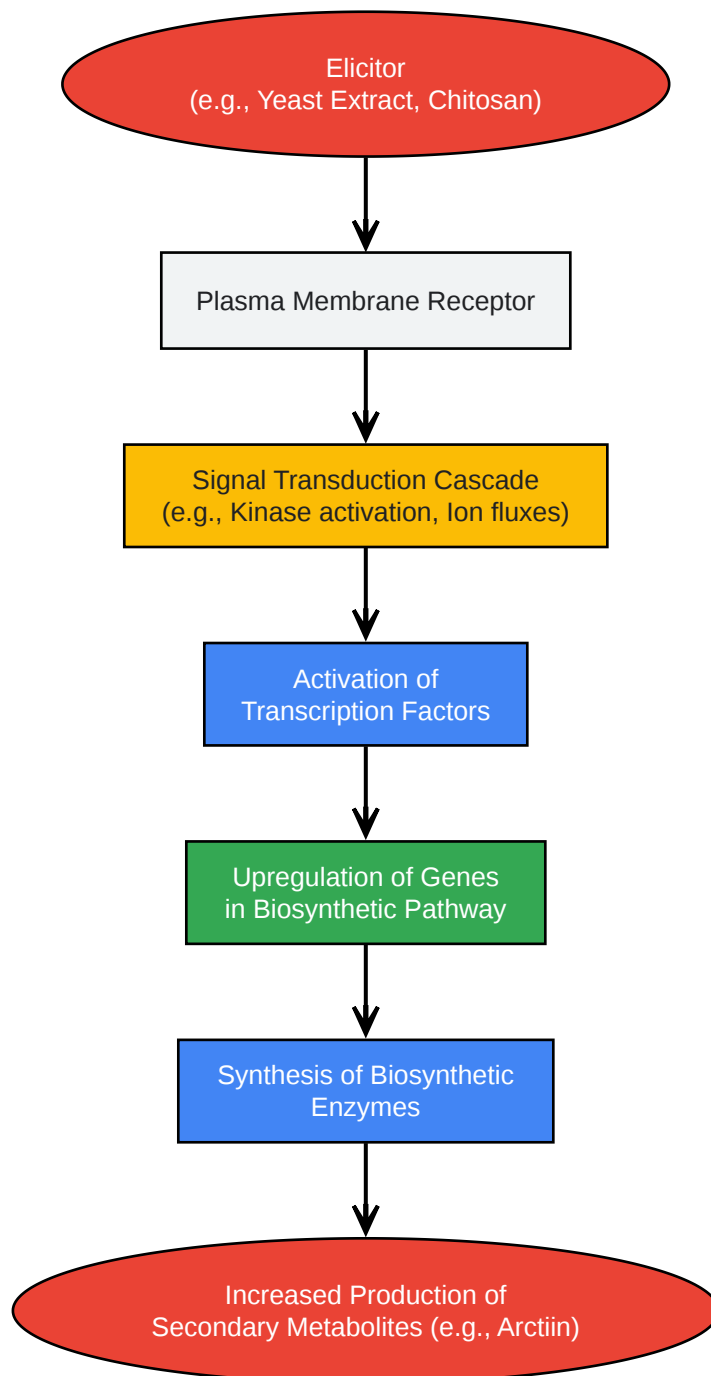 Elicitor
(e.g., Yeast Extract, Chitosan)
Plasma Membrane Receptor
Signal Transduction Cascade
(e.g., Kinase activation, Ion fluxes)
Activation of
Transcription Factors
Upregulation of Genes
in Biosynthetic Pathway
Synthesis of Biosynthetic
Enzymes
Increased Production of
Secondary Metabolites (e.g., Arctiin)